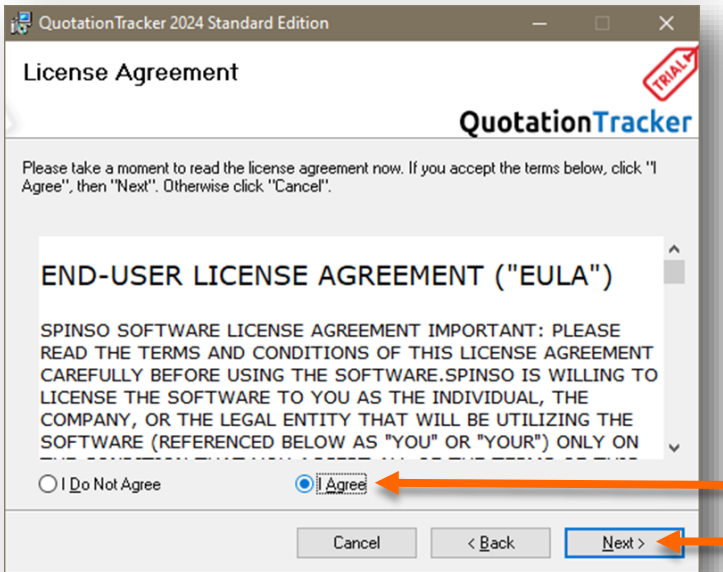 QuotationTracker 2024 Standard Edition
License Agreement
TRIAL
QuotationTracker
Please take a moment to read the license agreement now. If you accept the terms below, click "I
Agree", then "Next". Otherwise click "Cancel".
END-USER LICENSE AGREEMENT ("EULA")
SPINSO SOFTWARE LICENSE AGREEMENT IMPORTANT: PLEASE
READ THE TERMS AND CONDITIONS OF THIS LICENSE AGREEMENT
CAREFULLY BEFORE USING THE SOFTWARE.SPINSO IS WILLING TO
LICENSE THE SOFTWARE TO YOU AS THE INDIVIDUAL, THE
COMPANY, OR THE LEGAL ENTITY THAT WILL BE UTILIZING THE
SOFTWARE (REFERENCED BELOW AS "YOU" OR "YOUR") ONLY ON
I Do Not Agree
I Agree
Cancel
< Back
Next >